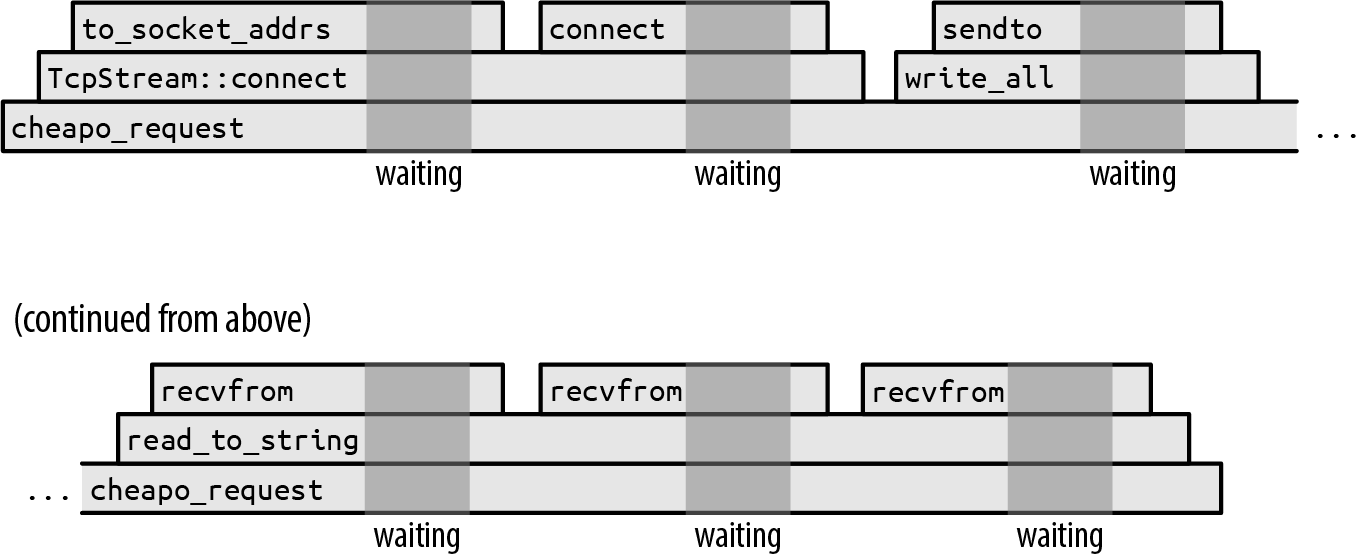 to_socket_addrs connect sendto
TcpStream::connect write_all
cheapo_request ...
waiting waiting waiting
(continued from above)
recvfrom recvfrom recvfrom
read_to_string
... cheapo_request
waiting waiting waiting